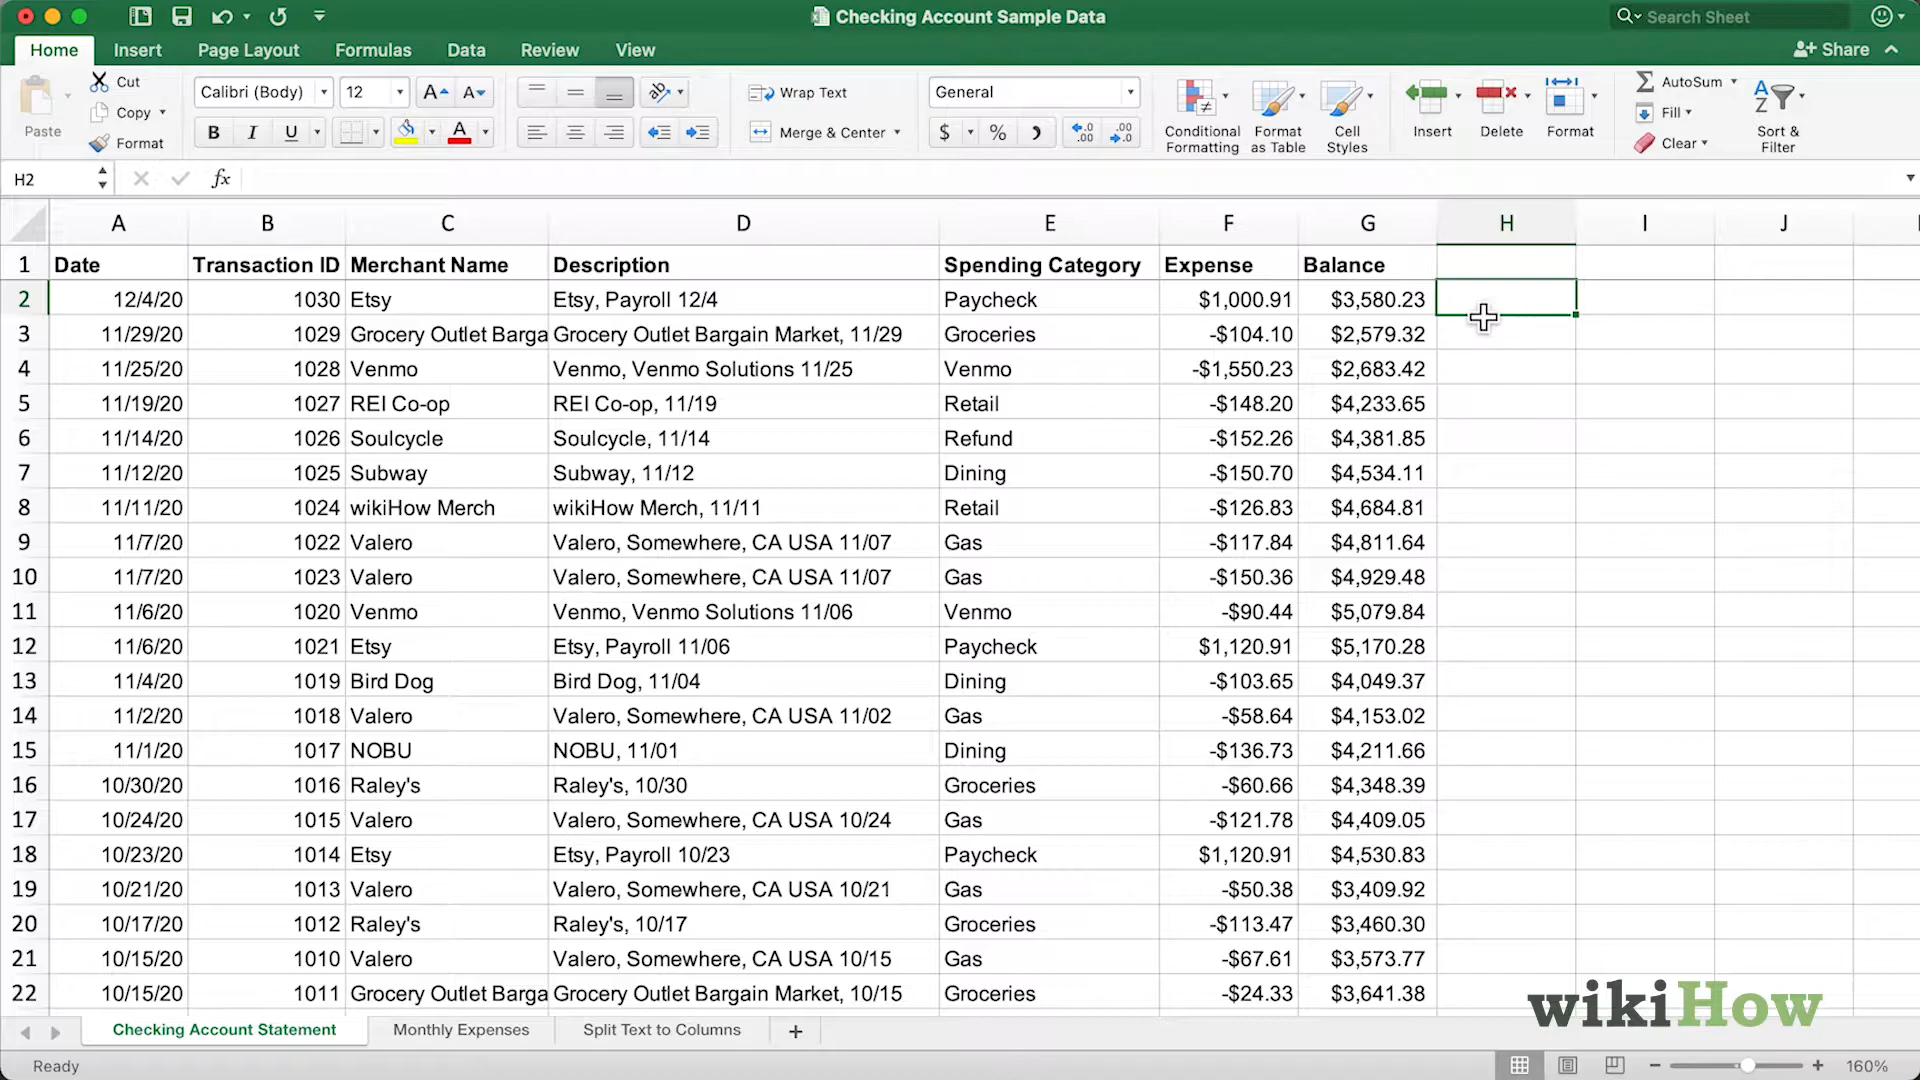 Checking Account Sample Data
Search Sheet
Home Insert Page Layout Formulas Data Review View
Share
Paste
Cut
Copy
Format
Calibri (Body) 12 A A
B I U A
Wrap Text
Merge & Center
General
$ % .0 .00 .00 .0
Conditional Formatting
Format as Table
Cell Styles
Insert
Delete
Format
AutoSum
Fill
Clear
A Z
Sort & Filter
H2 fx
A B C D E F G H I J
1 Date Transaction ID Merchant Name Description Spending Category Expense Balance
2 12/4/20 1030 Etsy Etsy, Payroll 12/4 Paycheck $1,000.91 $3,580.23
3 11/29/20 1029 Grocery Outlet Barga Grocery Outlet Bargain Market, 11/29 Groceries -$104.10 $2,579.32
4 11/25/20 1028 Venmo Venmo, Venmo Solutions 11/25 Venmo -$1,550.23 $2,683.42
5 11/19/20 1027 REI Co-op REI Co-op, 11/19 Retail -$148.20 $4,233.65
6 11/14/20 1026 Soulcycle Soulcycle, 11/14 Refund -$152.26 $4,381.85
7 11/12/20 1025 Subway Subway, 11/12 Dining -$150.70 $4,534.11
8 11/11/20 1024 wikiHow Merch wikiHow Merch, 11/11 Retail -$126.83 $4,684.81
9 11/7/20 1022 Valero Valero, Somewhere, CA USA 11/07 Gas -$117.84 $4,811.64
10 11/7/20 1023 Valero Valero, Somewhere, CA USA 11/07 Gas -$150.36 $4,929.48
11 11/6/20 1020 Venmo Venmo, Venmo Solutions 11/06 Venmo -$90.44 $5,079.84
12 11/6/20 1021 Etsy Etsy, Payroll 11/06 Paycheck $1,120.91 $5,170.28
13 11/4/20 1019 Bird Dog Bird Dog, 11/04 Dining -$103.65 $4,049.37
14 11/2/20 1018 Valero Valero, Somewhere, CA USA 11/02 Gas -$58.64 $4,153.02
15 11/1/20 1017 NOBU NOBU, 11/01 Dining -$136.73 $4,211.66
16 10/30/20 1016 Raley's Raley's, 10/30 Groceries -$60.66 $4,348.39
17 10/24/20 1015 Valero Valero, Somewhere, CA USA 10/24 Gas -$121.78 $4,409.05
18 10/23/20 1014 Etsy Etsy, Payroll 10/23 Paycheck $1,120.91 $4,530.83
19 10/21/20 1013 Valero Valero, Somewhere, CA USA 10/21 Gas -$50.38 $3,409.92
20 10/17/20 1012 Raley's Raley's, 10/17 Groceries -$113.47 $3,460.30
21 10/15/20 1010 Valero Valero, Somewhere, CA USA 10/15 Gas -$67.61 $3,573.77
22 10/15/20 1011 Grocery Outlet Barga Grocery Outlet Bargain Market, 10/15 Groceries -$24.33 $3,641.38
wikiHow
Checking Account Statement Monthly Expenses Split Text to Columns +
Ready 160%